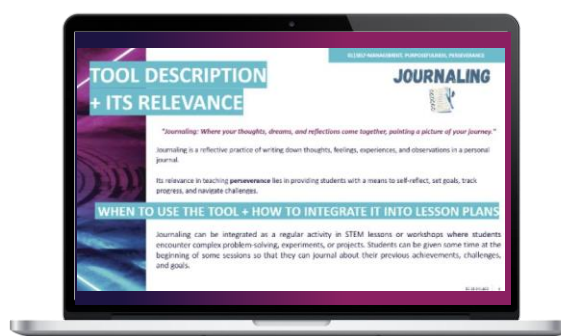 SELF-MANAGEMENT, PURPOSEFULNESS, PERSEVERANCE
TOOL DESCRIPTION
+ ITS RELEVANCE
JOURNALING
"Journaling: Where your thoughts, dreams, and reflections come together, painting a picture of your journey."
Journaling is a reflective practice of writing down thoughts, feelings, experiences, and observations in a personal
journal.
Its relevance in teaching perseverance lies in providing students with a means to self-reflect, set goals, track
progress, and navigate challenges.
WHEN TO USE THE TOOL + HOW TO INTEGRATE IT INTO LESSON PLANS
Journaling can be integrated as a regular activity in STEM lessons or workshops where students
encounter complex problem-solving, experiments, or projects. Students can be given some time at the
beginning of some sessions so that they can journal about their previous achievements, challenges,
and goals.